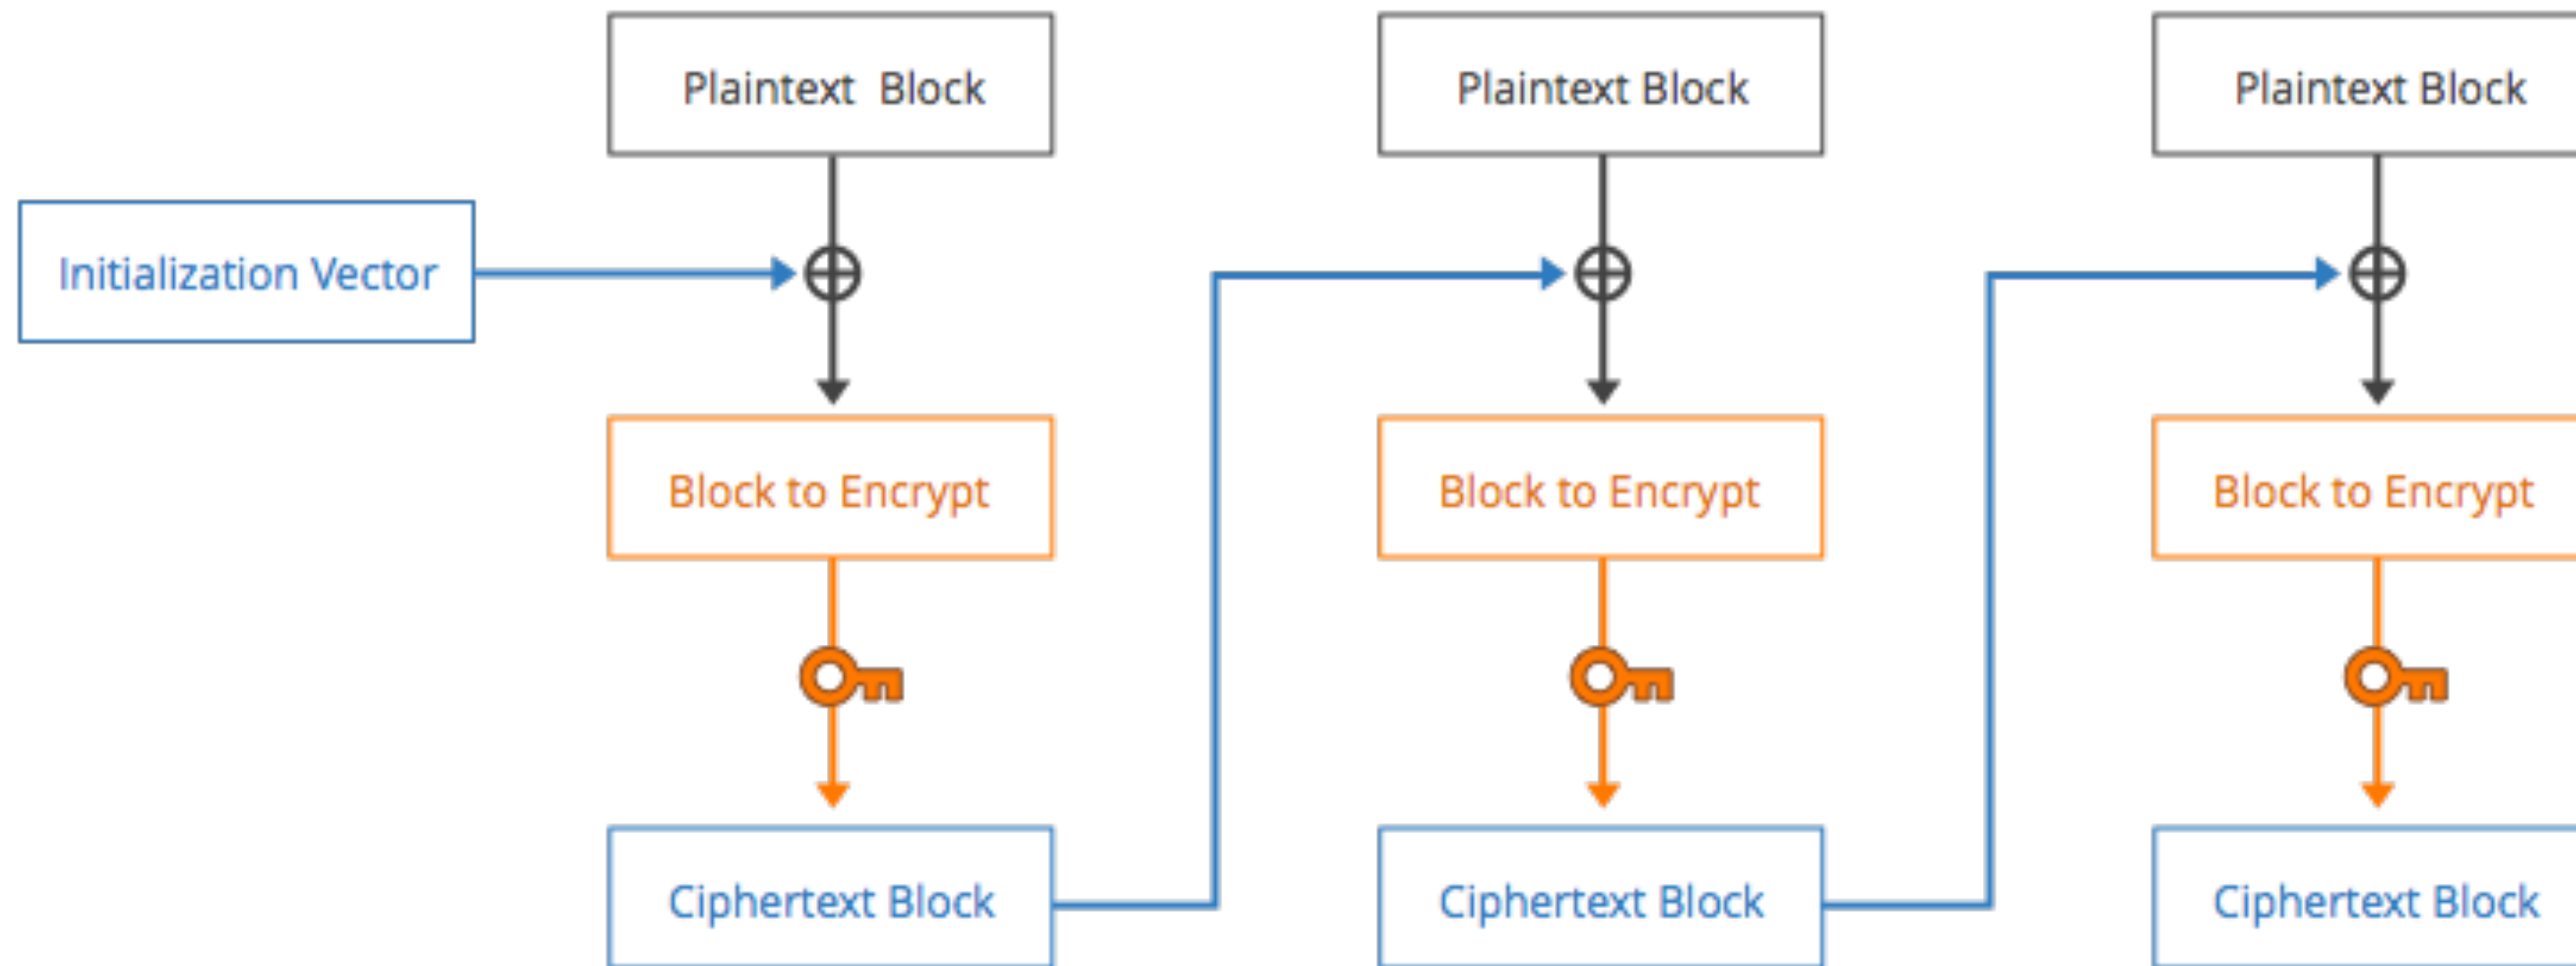 Plaintext  Block
Plaintext Block
Plaintext Block
Initialization Vector
Block to Encrypt
Block to Encrypt
Block to Encrypt
Ciphertext Block
Ciphertext Block
Ciphertext Block